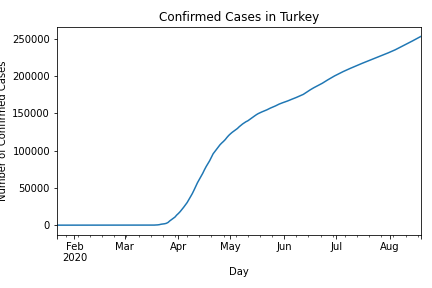 Confirmed Cases in Turkey
Number of Confirmed Cases
250000
200000
150000
100000
50000
0
Feb Mar Apr May Jun Jul Aug
2020
Day